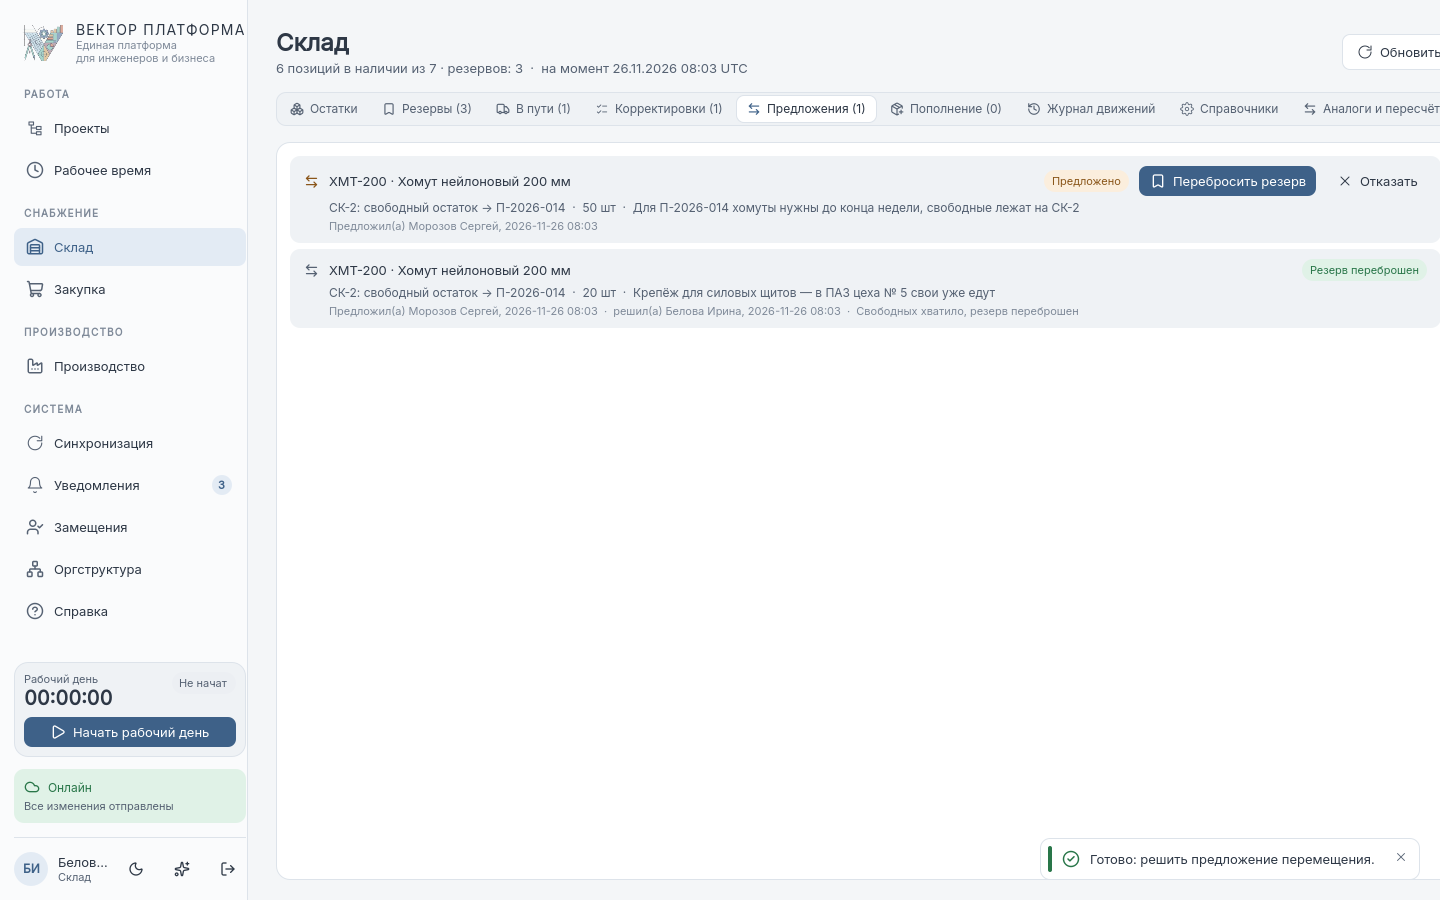 ВЕКТОР ПЛАТФОРМА
Единая платформа
для инженеров и бизнеса
РАБОТА
Проекты
Рабочее время
СНАБЖЕНИЕ
Склад
Закупка
ПРОИЗВОДСТВО
Производство
СИСТЕМА
Синхронизация
Уведомления 3
Замещения
Оргструктура
Справка
Рабочий день
Не начат
00:00:00
Начать рабочий день
Онлайн
Все изменения отправлены
БИ
Белов...
Склад
Склад
6 позиций в наличии из 7 · резервов: 3 · на момент 26.11.2026 08:03 UTC
Обновить
Остатки Резервы (3) В пути (1) Корректировки (1) Предложения (1) Пополнение (0) Журнал движений Справочники Аналоги и пересчёт
ХМТ-200 · Хомут нейлоновый 200 мм
Предложено Перебросить резерв Отказать
СК-2: свободный остаток → П-2026-014 · 50 шт · Для П-2026-014 хомуты нужны до конца недели, свободные лежат на СК-2
Предложил(а) Морозов Сергей, 2026-11-26 08:03
ХМТ-200 · Хомут нейлоновый 200 мм
Резерв переброшен
СК-2: свободный остаток → П-2026-014 · 20 шт · Крепёж для силовых щитов — в ПАЗ цеха № 5 свои уже едут
Предложил(а) Морозов Сергей, 2026-11-26 08:03 · решил(а) Белова Ирина, 2026-11-26 08:03 · Свободных хватило, резерв переброшен
Готово: решить предложение перемещения.